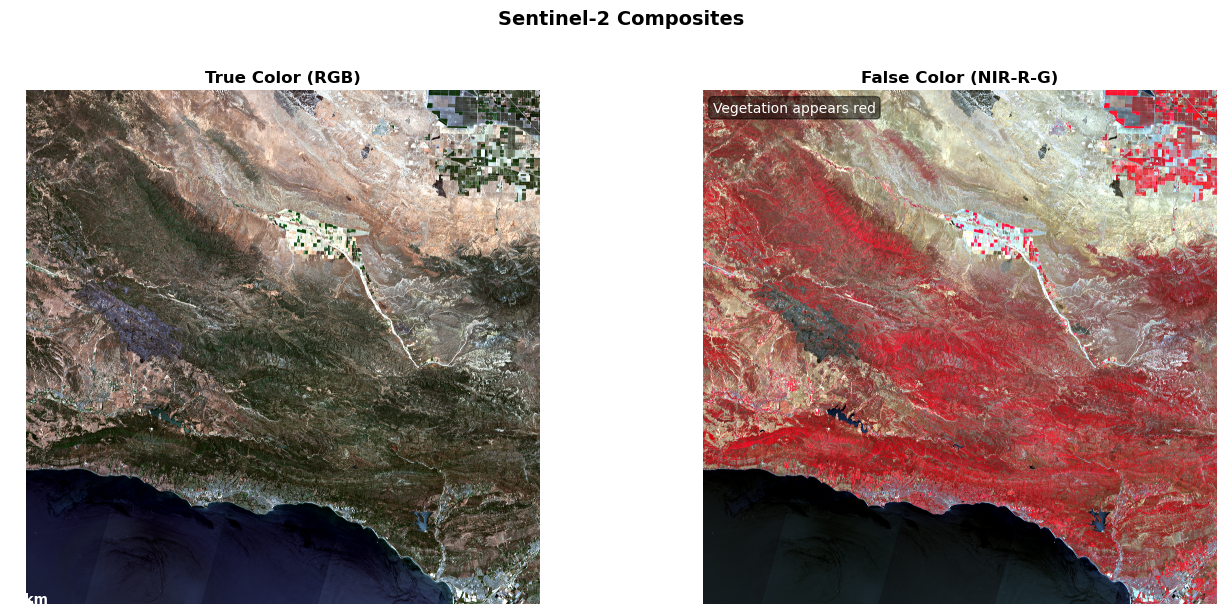 Sentinel-2 Composites
True Color (RGB)
False Color (NIR-R-G)
Vegetation appears red
km